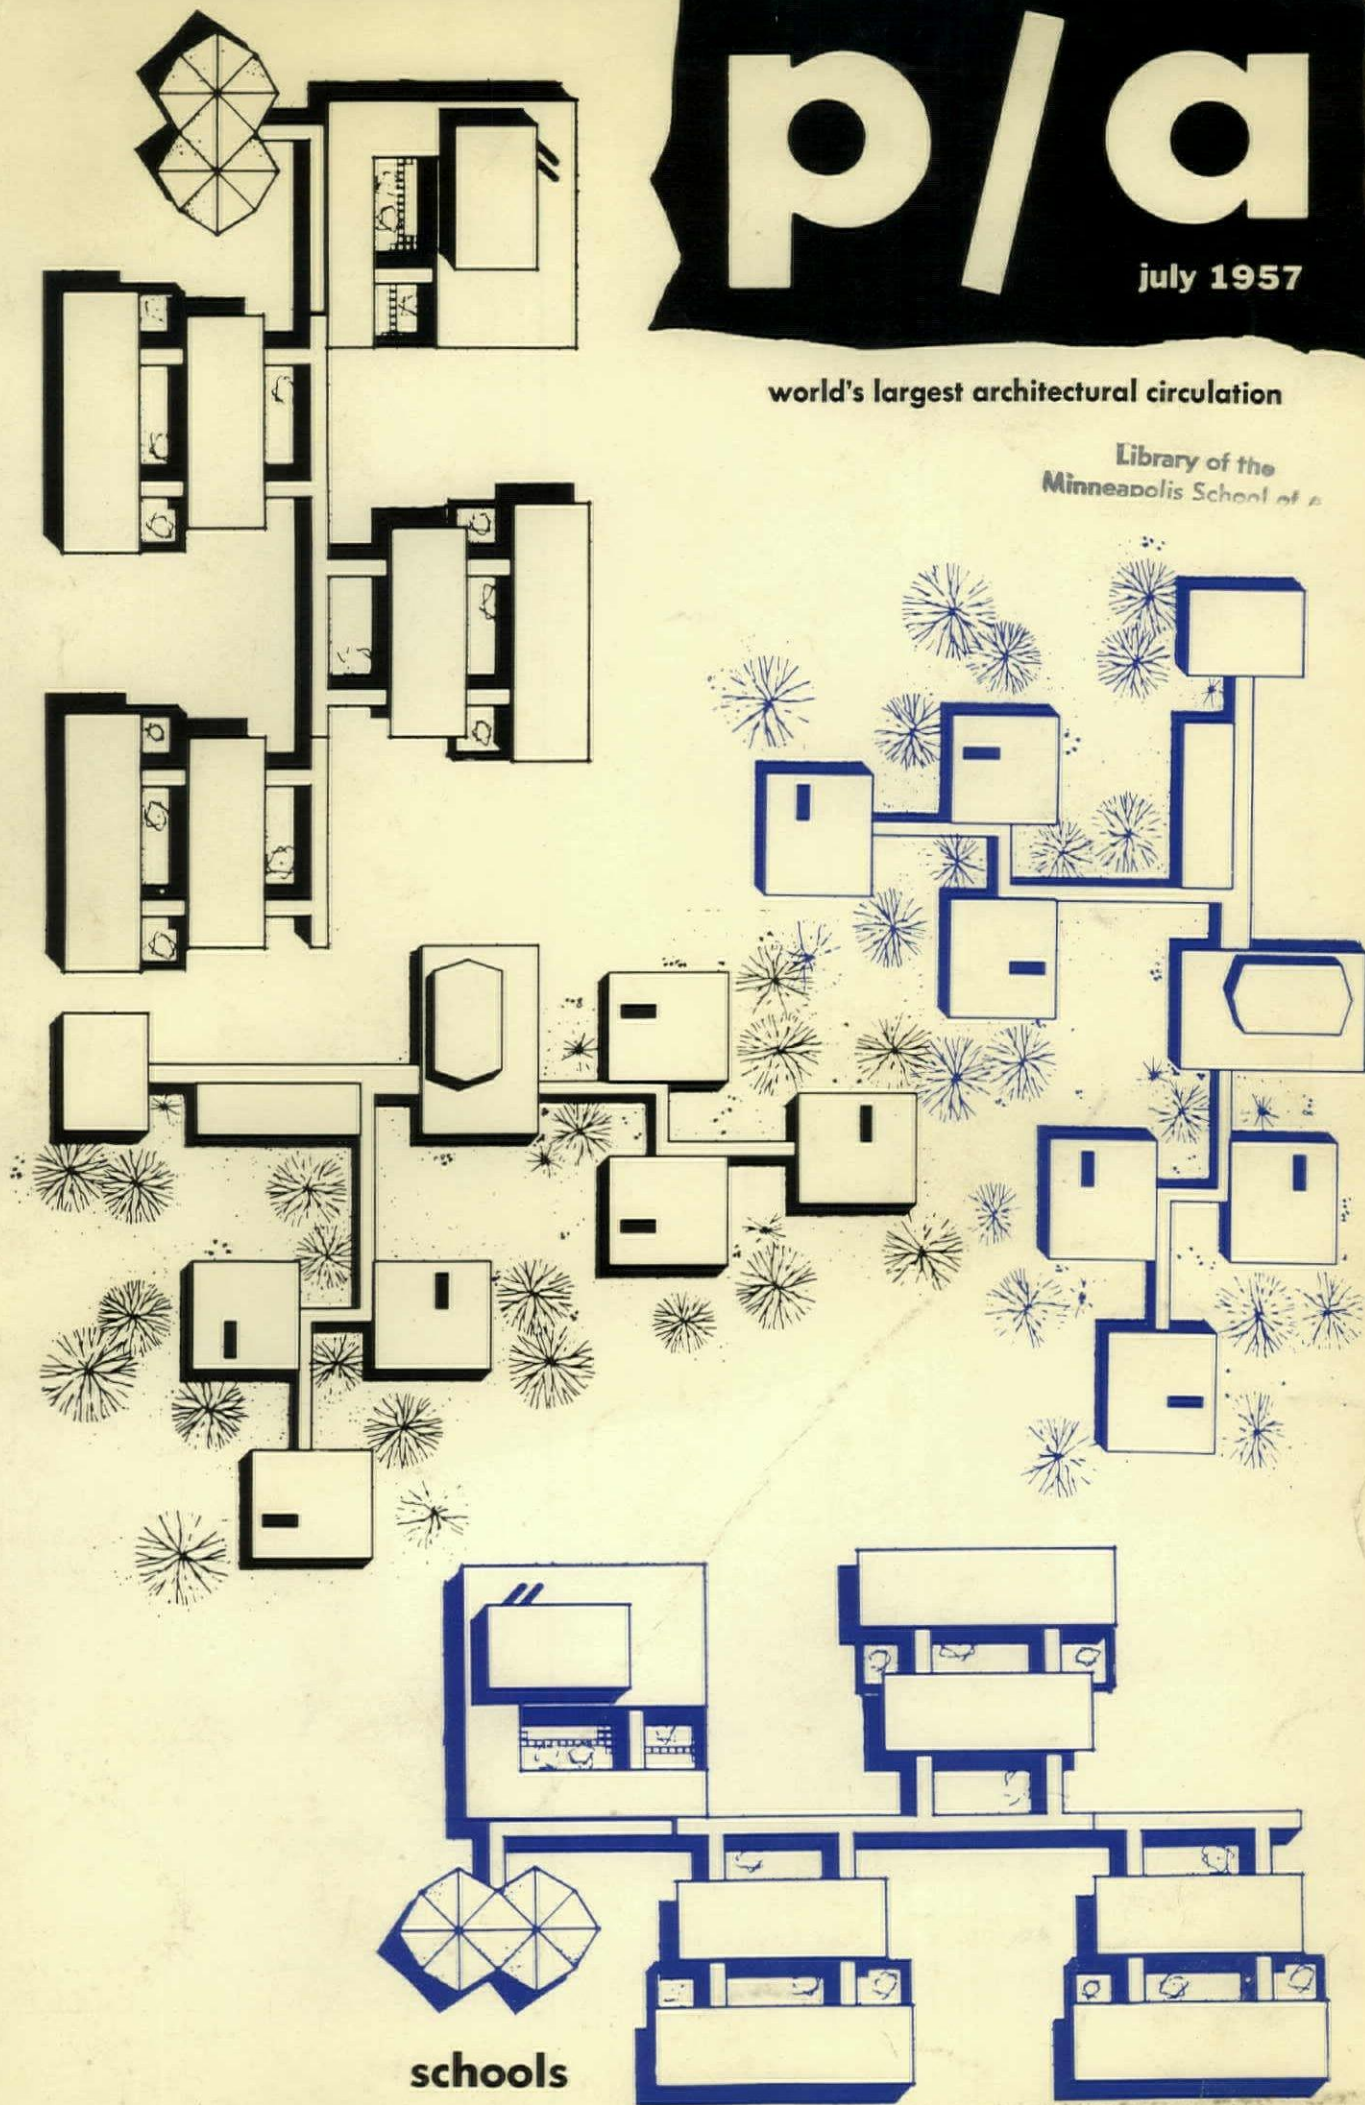 p/a
july 1957
world's largest architectural circulation
Library of the
Minneapolis School of
schools